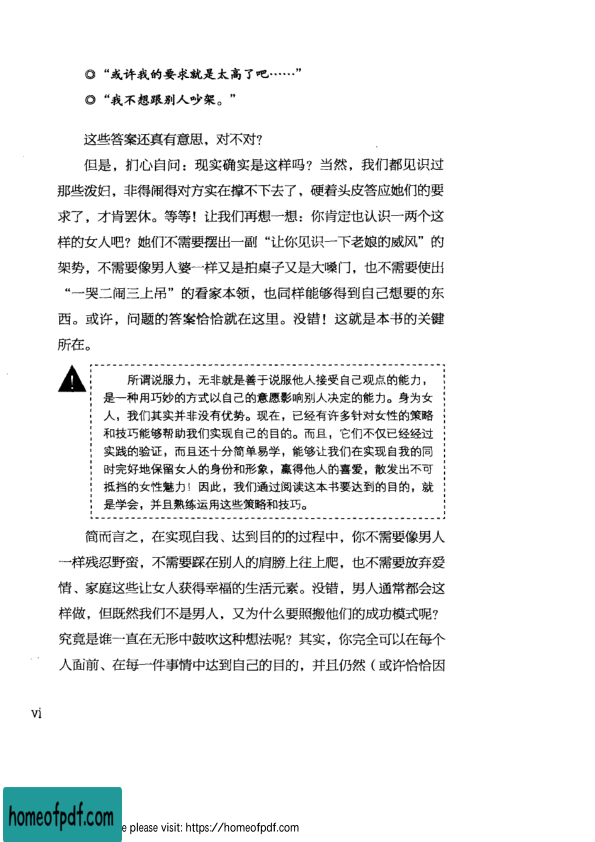 ◎ “或许我的要求就是太高了吧……”
◎ “我不想跟别人吵架。”
这些答案还真有意思，对不对？
但是，扪心自问：现实确实是这样吗？当然，我们都见识过
那些泼妇，非得闹得对方实在撑不下去了，硬着头皮答应她们的要
求了，才肯罢休。等等！让我们再想一想：你肯定也认识一两个这
样的女人吧？她们不需要摆出一副“让你见识一下老娘的威风”的
架势，不需要像男人婆一样又是拍桌子又是大嗓门，也不需要使出
“一哭二闹三上吊”的看家本领，也同样能够得到自己想要的东
西。或许，问题的答案恰恰就在这里。没错！这就是本书的关键
所在。
所谓说服力，无非就是善于说服他人接受自己观点的能力，
是一种用巧妙的方式以自己的意愿影响别人决定的能力。身为女
人，我们其实并非没有优势。现在，已经有许多针对女性的策略
和技巧能够帮助我们实现自己的目的。而且，它们不仅已经经过
实践的验证，而且还十分简单易学，能够让我们在实现自我的同
时完好地保留女人的身份和形象，赢得他人的喜爱，散发出不可
抵挡的女性魅力！因此，我们通过阅读这本书要达到的目的，就
是学会，并且熟练运用这些策略和技巧。
简而言之，在实现自我、达到目的的过程中，你不需要像男人
一样残忍野蛮，不需要踩在别人的肩膀上往上爬，也不需要放弃爱
情、家庭这些让女人获得幸福的生活元素。没错，男人通常都会这
样做，但既然我们不是男人，又为什么要照搬他们的成功模式呢？
究竟是谁一直在无形中鼓吹这种想法呢？其实，你完全可以在每个
人面前、在每一件事情中达到自己的目的，并且仍然（或许恰恰因
vi
homeofpdf.com
e please visit: https://homeofpdf.com